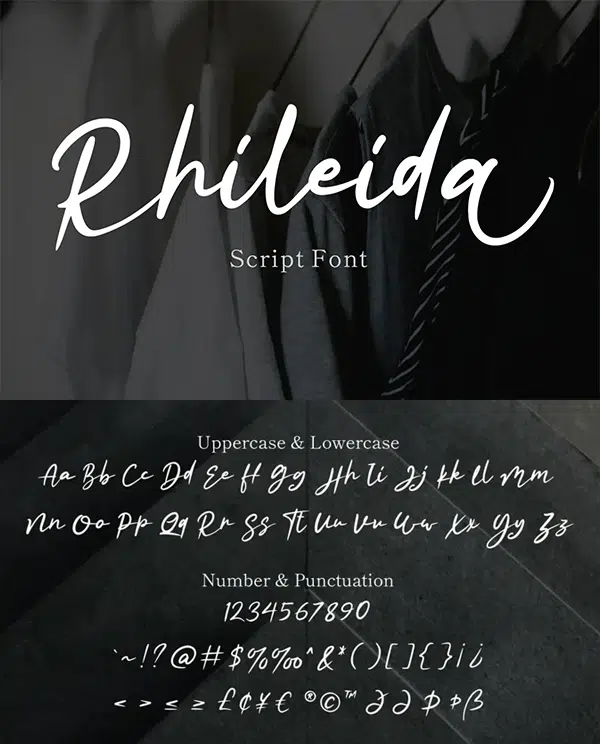 Rhileida
Script Font
Uppercase & Lowercase
Aa Bb Cc Dd Ee Ff Gg Hh Ii Jj Kk Ll Mm
Nn Oo Pp Qq Rr Ss Tt Uu Vv Ww Xx Yy Zz
Number & Punctuation
1234567890
`~!?@#$%‰^&*()[]{}¡¿
<>≤≥£¢¥€®©™